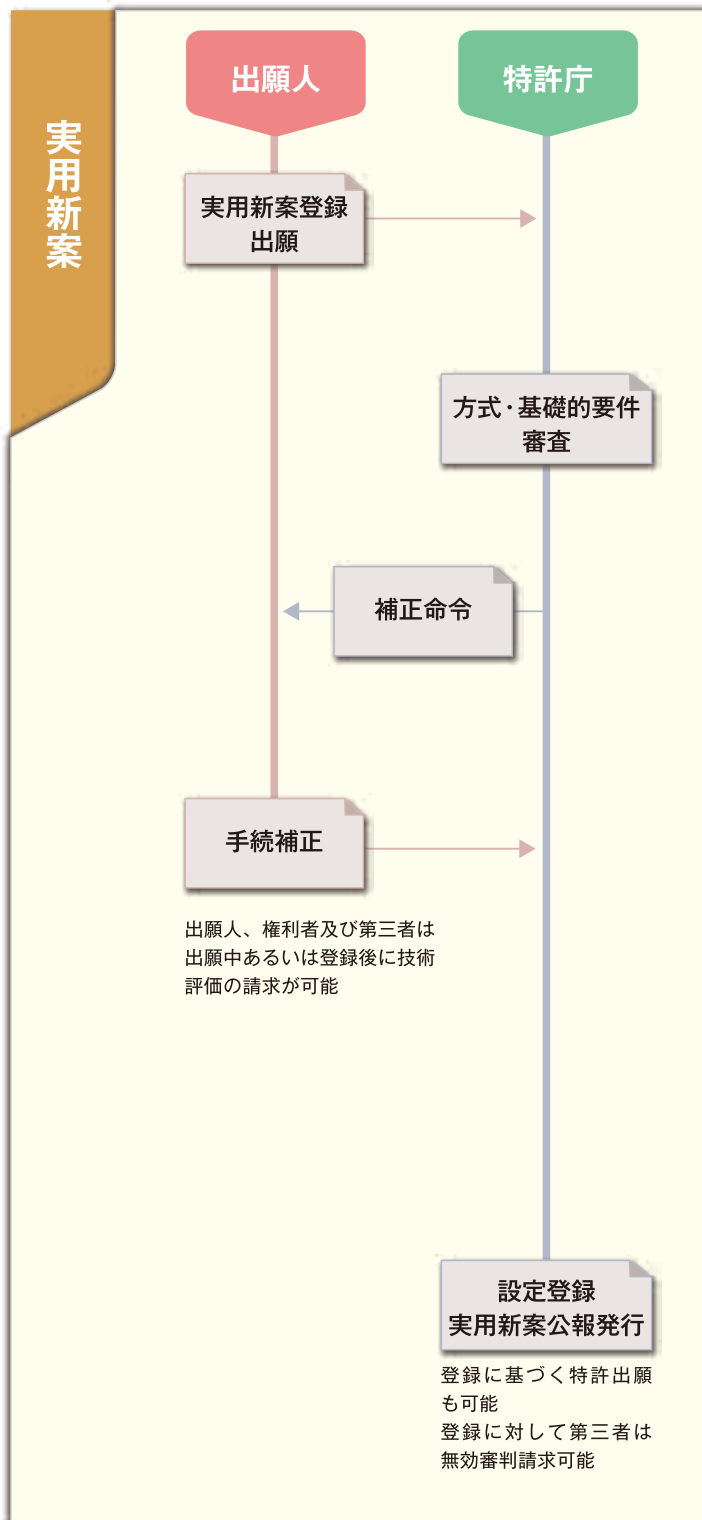 実用新案
出願人
特許庁
実用新案登録
出願
方式・基礎的要件
審査
補正命令
手続補正
出願人、権利者及び第三者は
出願中あるいは登録後に技術
評価の請求が可能
設定登録
実用新案公報発行
登録に基づく特許出願
も可能
登録に対して第三者は
無効審判請求可能